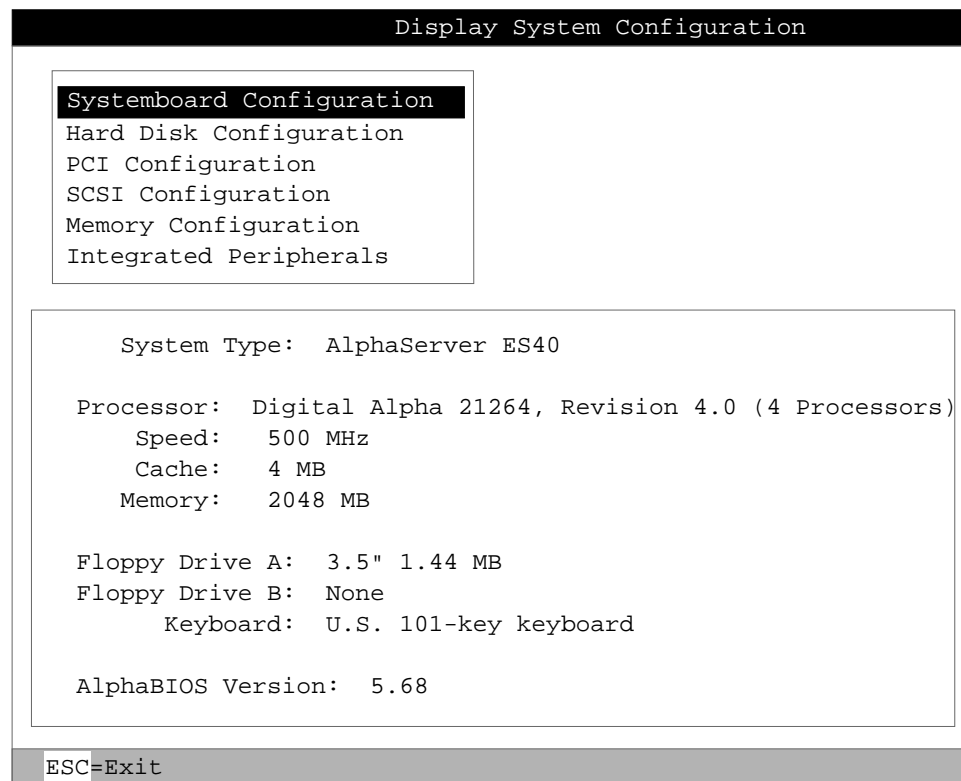 Display System Configuration
Systemboard Configuration
Hard Disk Configuration
PCI Configuration
SCSI Configuration
Memory Configuration
Integrated Peripherals
System Type: AlphaServer ES40
Processor: Digital Alpha 21264, Revision 4.0 (4 Processors)
Speed: 500 MHz
Cache: 4 MB
Memory: 2048 MB
Floppy Drive A: 3.5" 1.44 MB
Floppy Drive B: None
Keyboard: U.S. 101-key keyboard
AlphaBIOS Version: 5.68
ESC=Exit